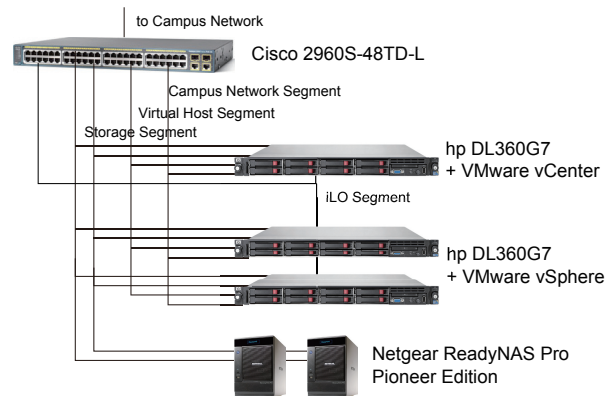 to Campus Network
Cisco 2960S-48TD-L
Campus Network Segment
Virtual Host Segment
Storage Segment
hp DL360G7
+ VMware vCenter
iLO Segment
hp DL360G7
+ VMware vSphere
Netgear ReadyNAS Pro
Pioneer Edition